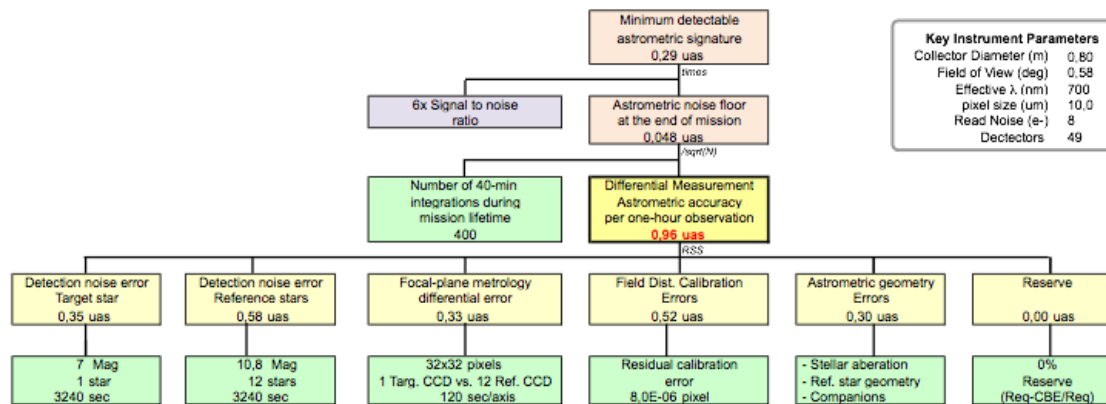 Minimum detectable
astrometric signature
0,29 uas
times
6x Signal to noise
ratio
Astrometric noise floor
at the end of mission
0,048 uas
/sqrt(N)
Number of 40-min
integrations during
mission lifetime
400
Differential Measurement
Astrometric accuracy
per one-hour observation
0,96 uas
RSS
Detection noise error
Target star
0,35 uas
Detection noise error
Reference stars
0,58 uas
Focal-plane metrology
differential error
0,33 uas
Field Dist. Calibration
Errors
0,52 uas
Astrometric geometry
Errors
0,30 uas
Reserve
0,00 uas
7 Mag
1 star
3240 sec
10,8 Mag
12 stars
3240 sec
32x32 pixels
1 Targ. CCD vs. 12 Ref. CCD
120 sec/axis
Residual calibration
error
8,0E-06 pixel
- Stellar aberation
- Ref. star geometry
- Companions
0%
Reserve
(Req-CBE/Req)
Key Instrument Parameters
Collector Diameter (m) 0,80
Field of View (deg) 0,58
Effective λ (nm) 700
pixel size (um) 10,0
Read Noise (e-) 8
Dectectors 49